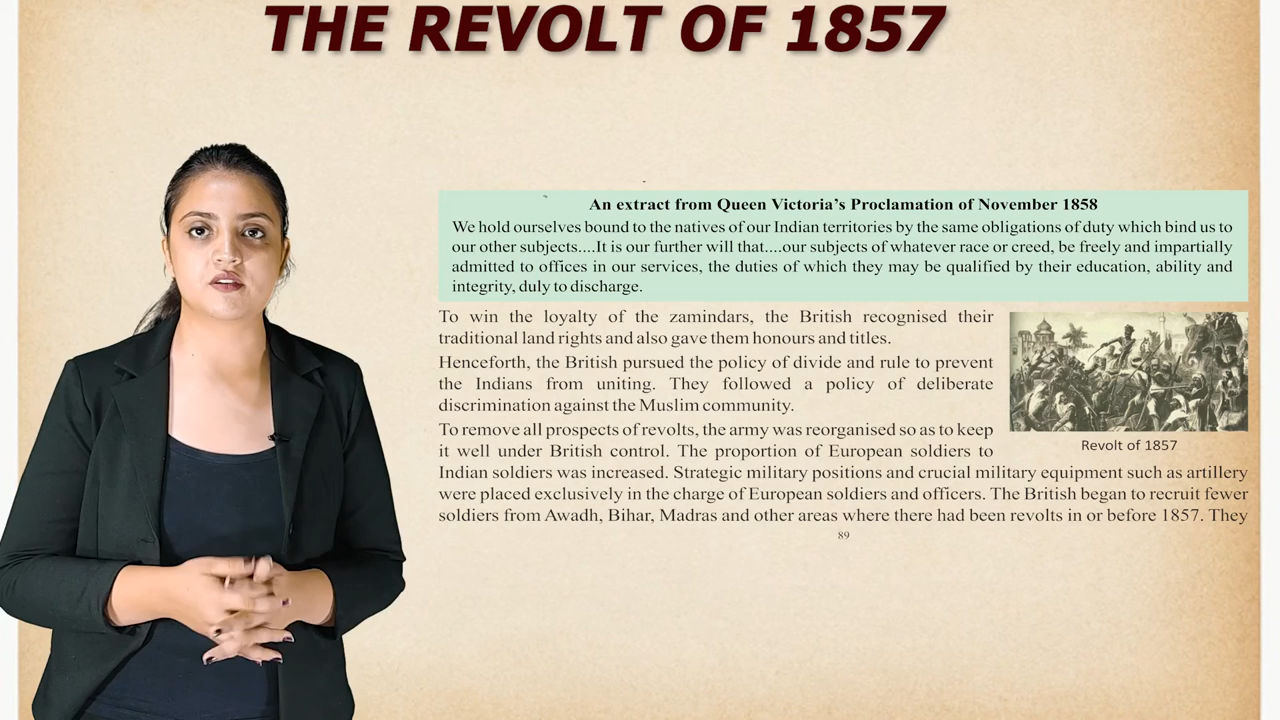 THE REVOLT OF 1857
An extract from Queen Victoria's Proclamation of November 1858
We hold ourselves bound to the natives of our Indian territories by the same obligations of duty which bind us to
our other subjects....It is our further will that....our subjects of whatever race or creed, be freely and impartially
admitted to offices in our services, the duties of which they may be qualified by their education, ability and
integrity, duly to discharge.
To win the loyalty of the zamindars, the British recognised their
traditional land rights and also gave them honours and titles.
Henceforth, the British pursued the policy of divide and rule to prevent
the Indians from uniting. They followed a policy of deliberate
discrimination against the Muslim community.
To remove all prospects of revolts, the army was reorganised so as to keep
it well under British control. The proportion of European soldiers to
Revolt of 1857
Indian soldiers was increased. Strategic military positions and crucial military equipment such as artillery
were placed exclusively in the charge of European soldiers and officers. The British began to recruit fewer
soldiers from Awadh, Bihar, Madras and other areas where there had been revolts in or before 1857. They
89